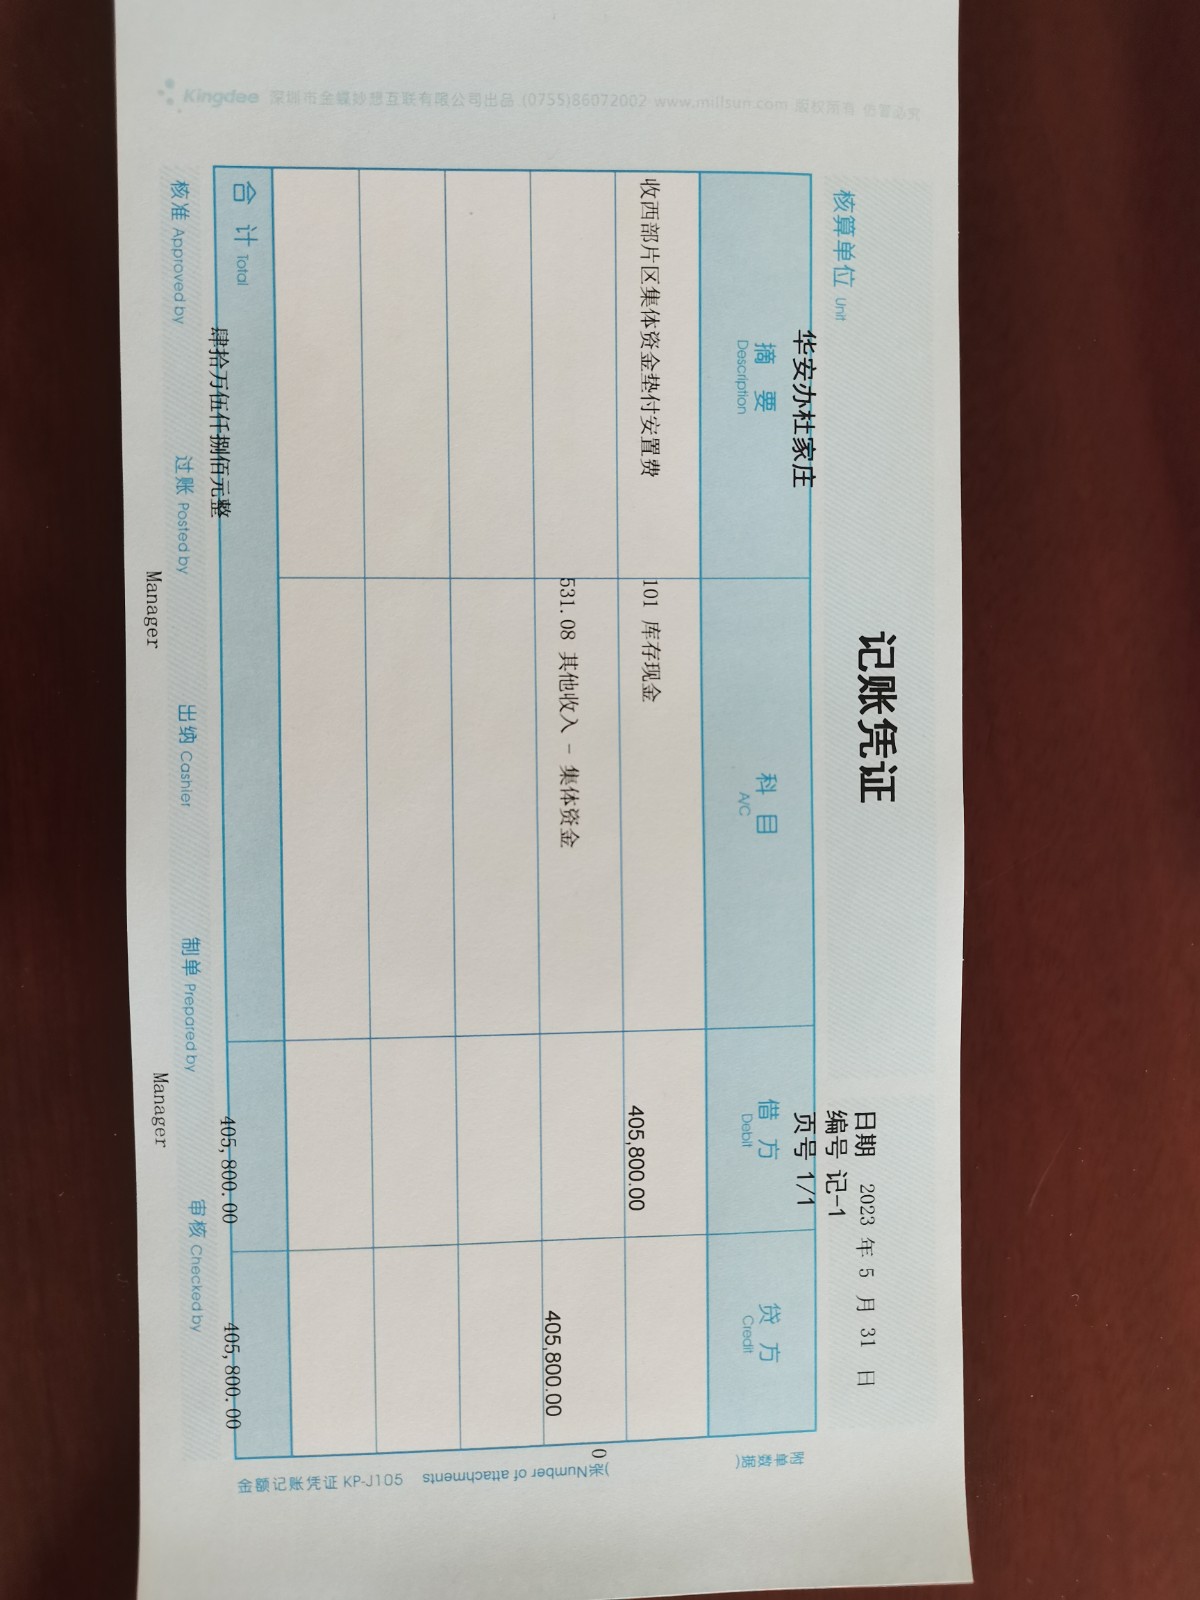 Kingdee 深圳市金蝶妙想互联有限公司出品 (0755)86072002 www.millsun.com 版权所有 仿冒必究
记账凭证
日期 2023 年 5 月 31 日
编号 记-1
核算单位 Unit 华安办杜家庄
页号 1/1
摘 要 Description 科 目 A/C 借 方 Debit 贷 方 Credit
收西部片区集体资金垫付安置费 101 库存现金 405,800.00
531.08 其他收入 - 集体资金 405,800.00
合 计 Total 肆拾万伍仟捌佰元整 405,800.00 405,800.00
附单数据( 0 张)Number of attachments
金额记账凭证 KP-J105
核准 Approved by 过账 Posted by 出纳 Cashier 制单 Prepared by 审核 Checked by
Manager Manager